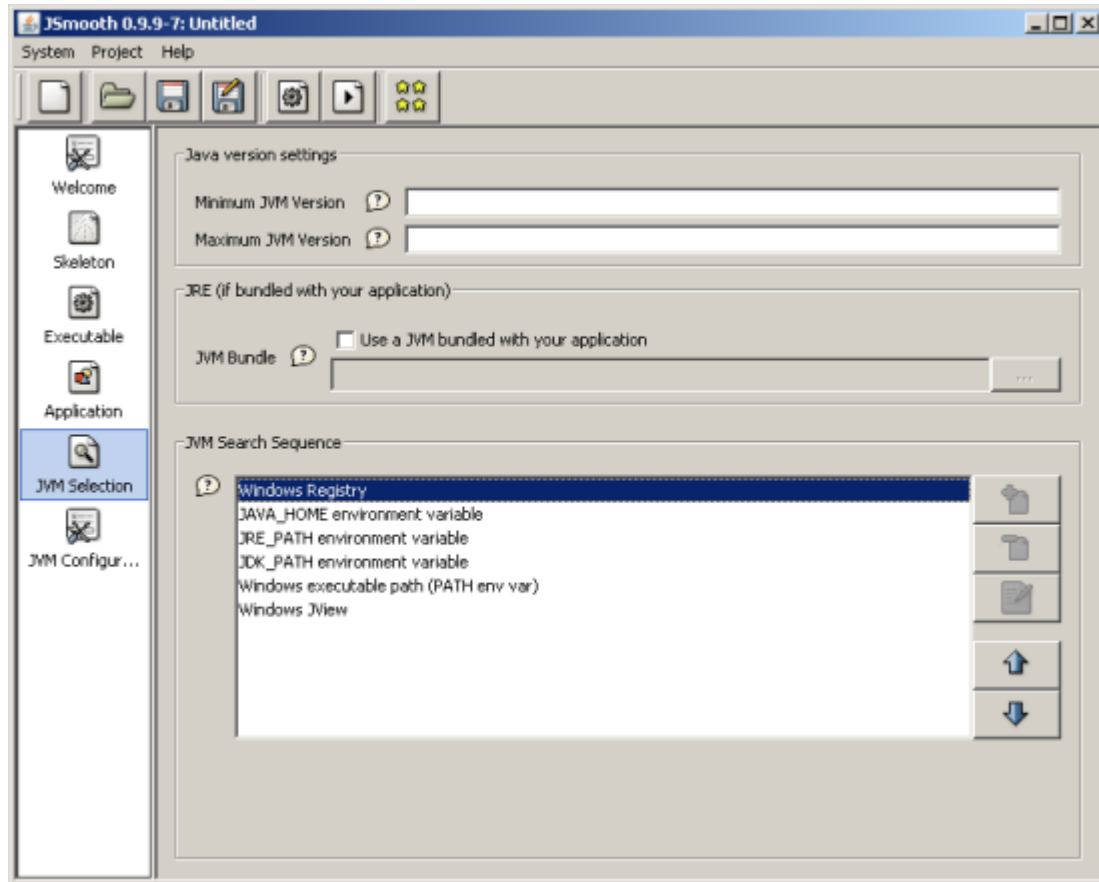 JSmooth 0.9.9-7: Untitled
System Project Help
Welcome
Skeleton
Executable
Application
JVM Selection
JVM Configur...
Java version settings
Minimum JVM Version
Maximum JVM Version
JRE (if bundled with your application)
Use a JVM bundled with your application
JVM Bundle
...
JVM Search Sequence
Windows Registry
JAVA_HOME environment variable
JRE_PATH environment variable
JDK_PATH environment variable
Windows executable path (PATH env var)
Windows JView